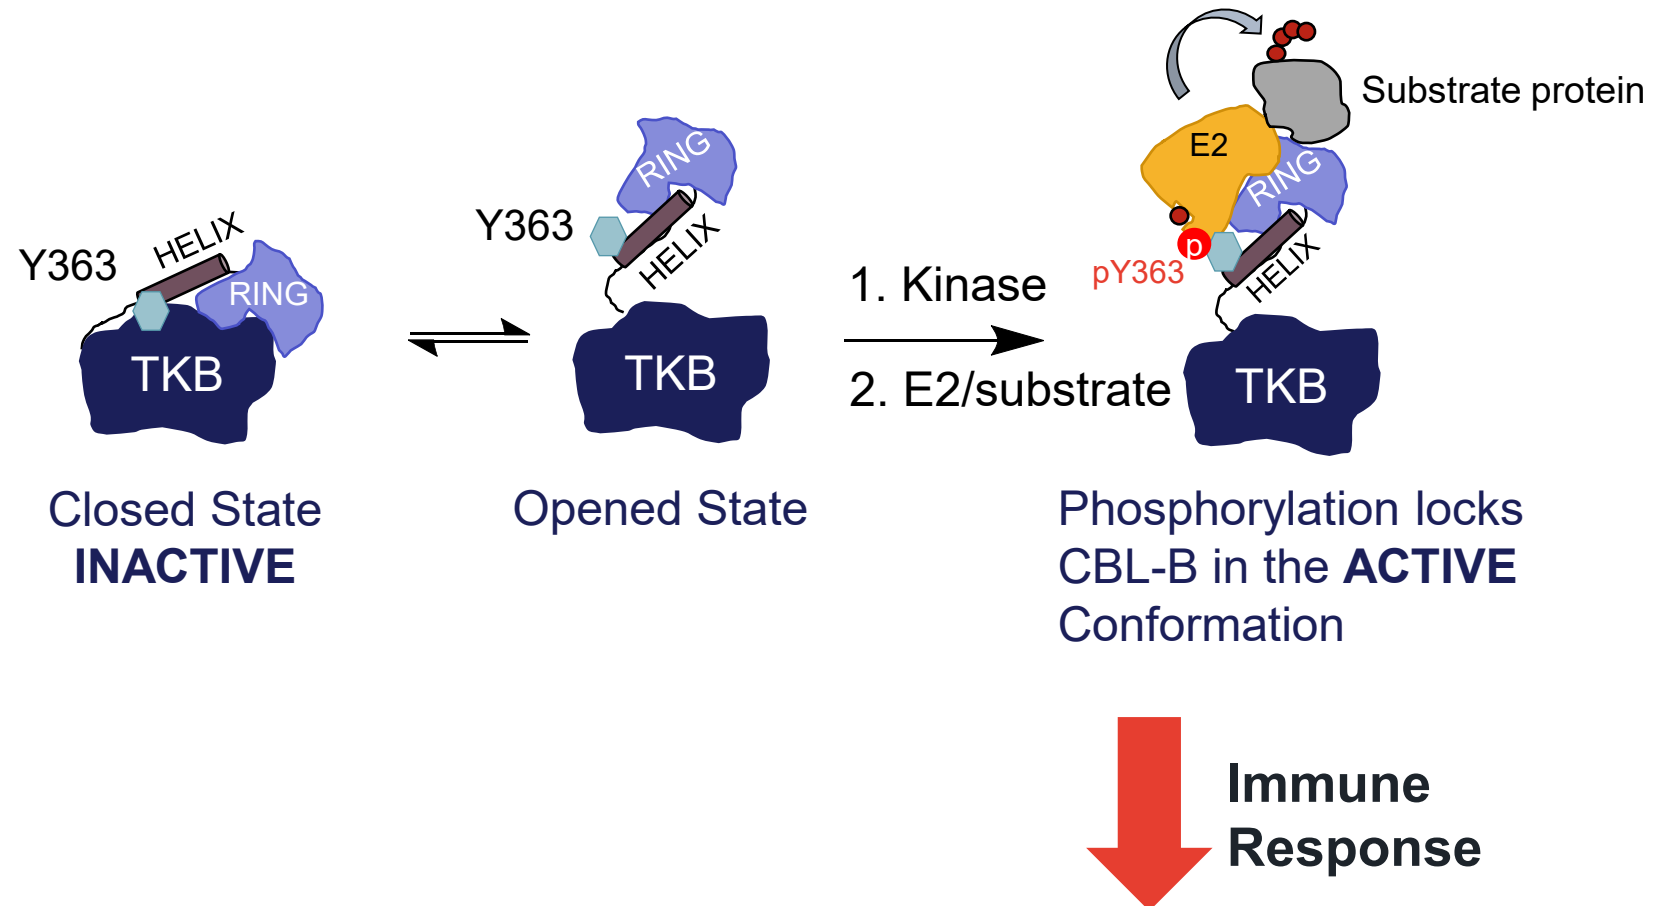 Y363
HELIX
RING
TKB
Closed State
INACTIVE
Y363
RING
HELIX
TKB
Opened State
1. Kinase
2. E2/substrate
Substrate protein
E2
RING
p
pY363
HELIX
TKB
Phosphorylation locks
CBL-B in the ACTIVE
Conformation
Immune
Response